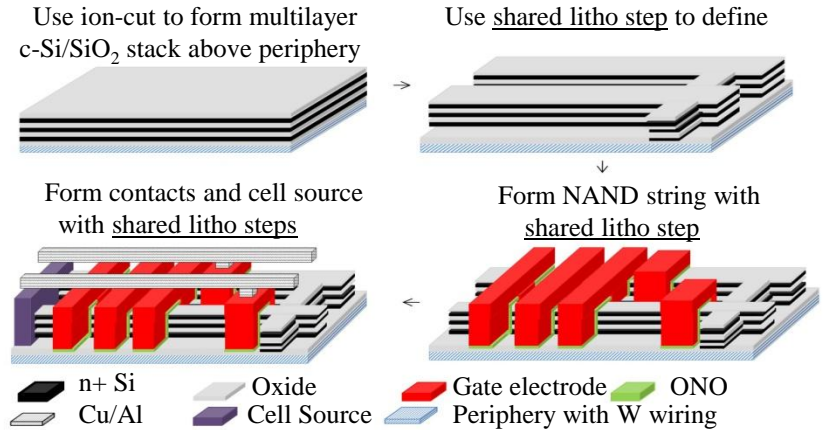 Use ion-cut to form multilayer
c-Si/SiO₂ stack above periphery
Use shared litho step to define
Form contacts and cell source
with shared litho steps
Form NAND string with
shared litho step
n+ Si
Oxide
Gate electrode
ONO
Cu/Al
Cell Source
Periphery with W wiring